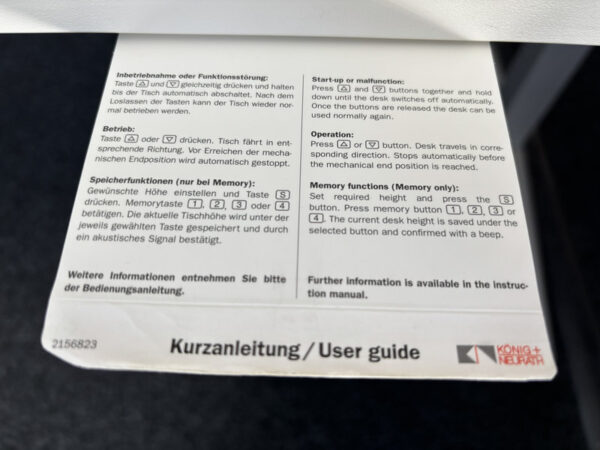 Inbetriebnahme oder Funktionsstörung:
Taste △ und ▽ gleichzeitig drücken und halten
bis der Tisch automatisch abschaltet. Nach dem
Loslassen der Tasten kann der Tisch wieder nor-
mal betrieben werden.
Betrieb:
Taste △ oder ▽ drücken. Tisch fährt in ent-
sprechende Richtung. Vor Erreichen der mecha-
nischen Endposition wird automatisch gestoppt.
Speicherfunktionen (nur bei Memory):
Gewünschte Höhe einstellen und Taste S
drücken. Memorytaste 1, 2, 3 oder 4
betätigen. Die aktuelle Tischhöhe wird unter der
jeweils gewählten Taste gespeichert und durch
ein akustisches Signal bestätigt.
Weitere Informationen entnehmen Sie bitte
der Bedienungsanleitung.
Start-up or malfunction:
Press △ and ▽ buttons together and hold
down until the desk switches off automatically.
Once the buttons are released the desk can be
used normally again.
Operation:
Press △ or ▽ button. Desk travels in corre-
sponding direction. Stops automatically before
the mechanical end position is reached.
Memory functions (Memory only):
Set required height and press the S
button. Press memory button 1, 2, 3 or
4. The current desk height is saved under the
selected button and confirmed with a beep.
Further information is available in the instruc-
tion manual.
2156823
Kurzanleitung / User guide
KÖNIG+
NEURATH